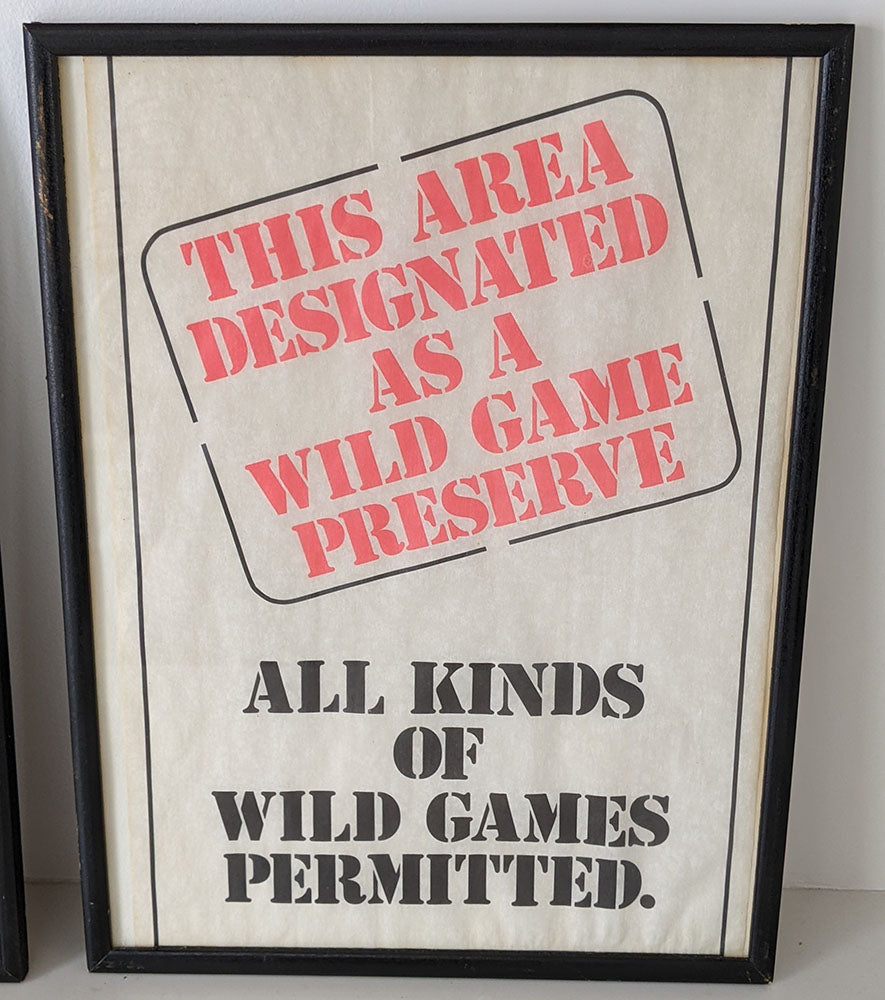 THIS AREA
DESIGNATED
AS A
WILD GAME
PRESERVE
ALL KINDS
OF
WILD GAMES
PERMITTED.